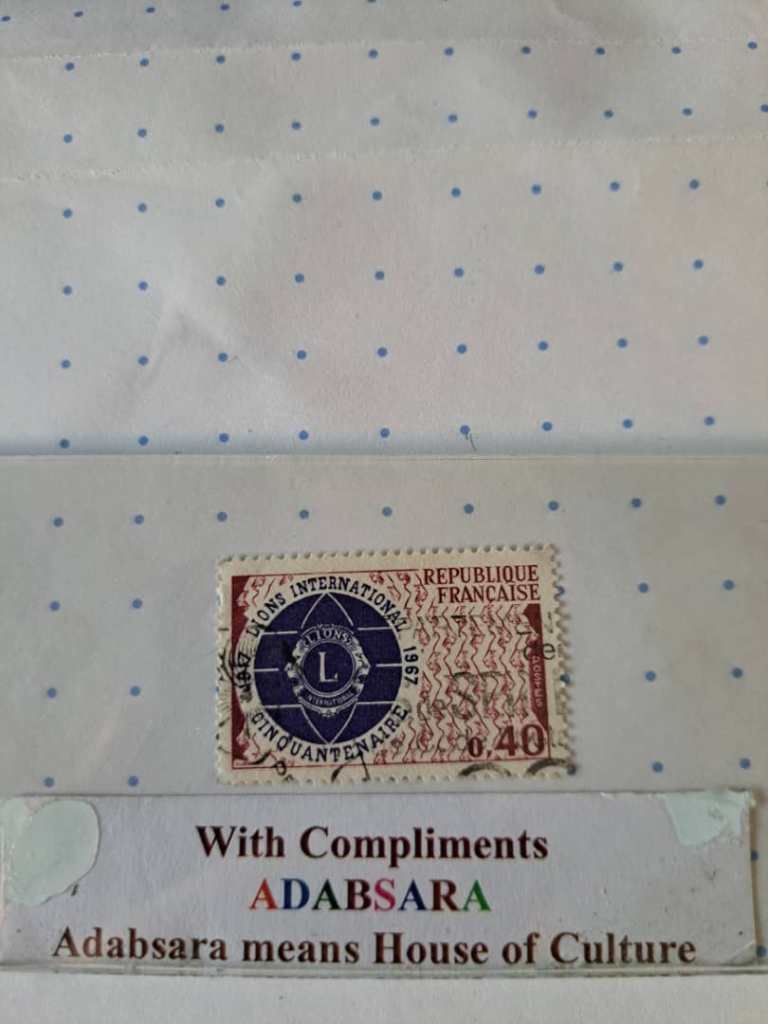 REPUBLIQUE
FRANÇAISE
LIONS INTERNATIONAL
1917 1967
LIONS
L
INTERNATIONAL
CINQUANTENAIRE
POSTES
0,40
With Compliments
ADABSARA
Adabsara means House of Culture